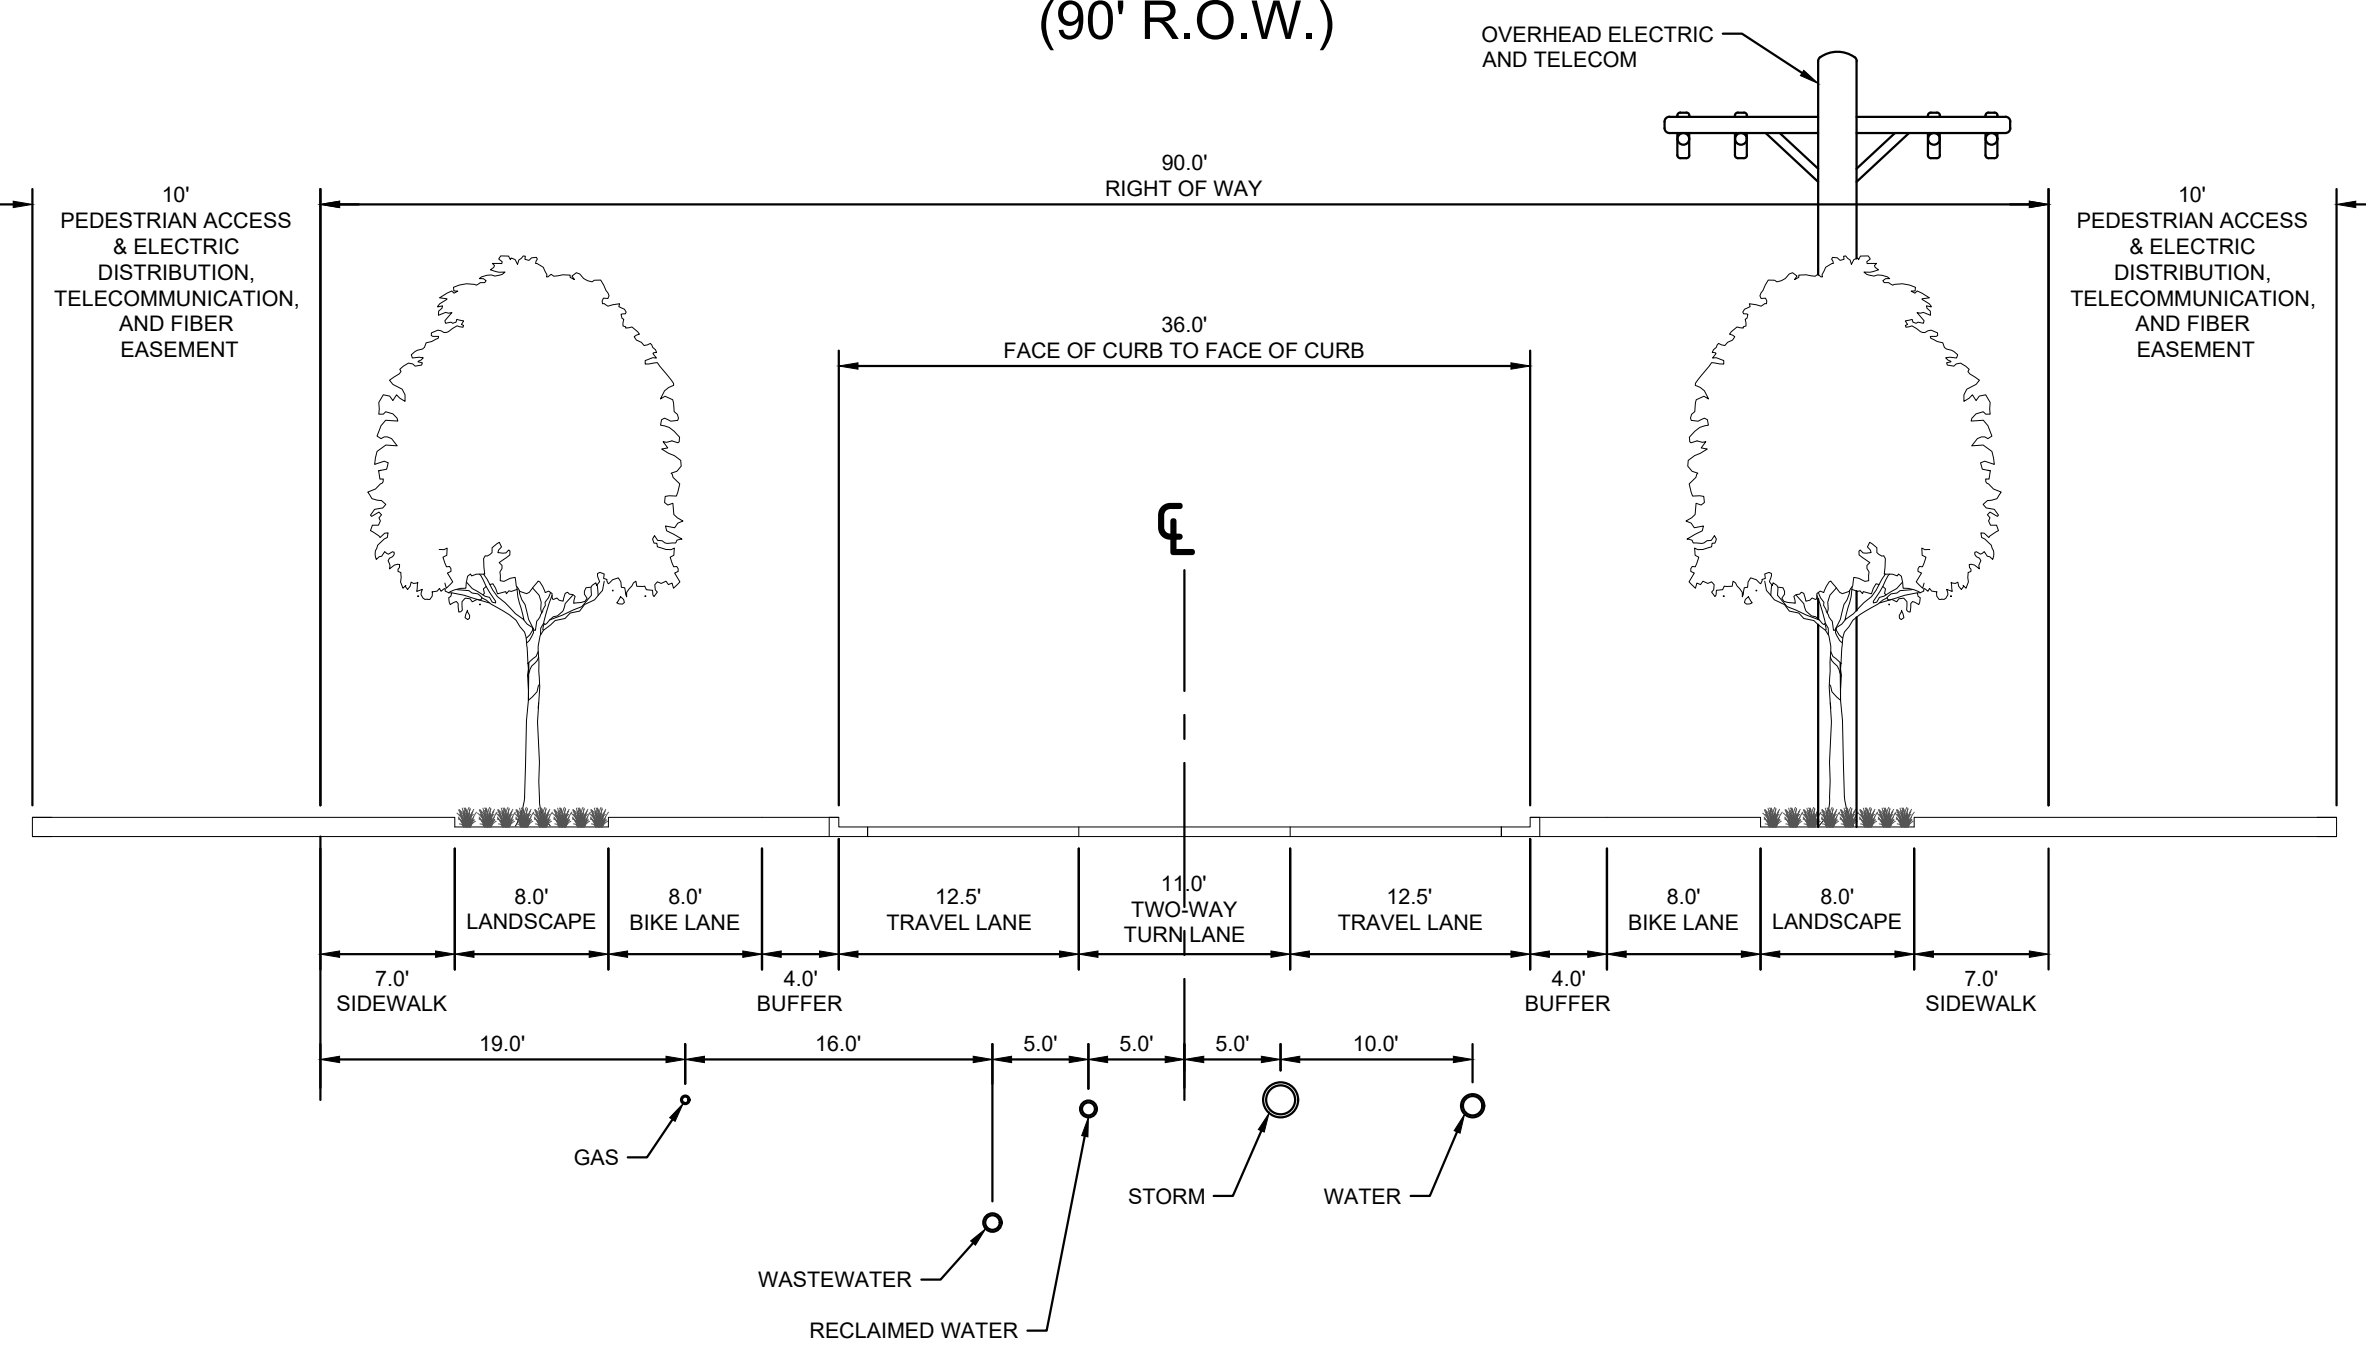 (90' R.O.W.)
OVERHEAD ELECTRIC
AND TELECOM
90.0'
RIGHT OF WAY
10'
PEDESTRIAN ACCESS
& ELECTRIC
DISTRIBUTION,
TELECOMMUNICATION,
AND FIBER
EASEMENT
10'
PEDESTRIAN ACCESS
& ELECTRIC
DISTRIBUTION,
TELECOMMUNICATION,
AND FIBER
EASEMENT
36.0'
FACE OF CURB TO FACE OF CURB
CL
7.0'
SIDEWALK
8.0'
LANDSCAPE
8.0'
BIKE LANE
4.0'
BUFFER
12.5'
TRAVEL LANE
11.0'
TWO-WAY
TURN LANE
12.5'
TRAVEL LANE
4.0'
BUFFER
8.0'
BIKE LANE
8.0'
LANDSCAPE
7.0'
SIDEWALK
19.0'
16.0'
5.0'
5.0'
5.0'
10.0'
GAS
STORM
WATER
WASTEWATER
RECLAIMED WATER